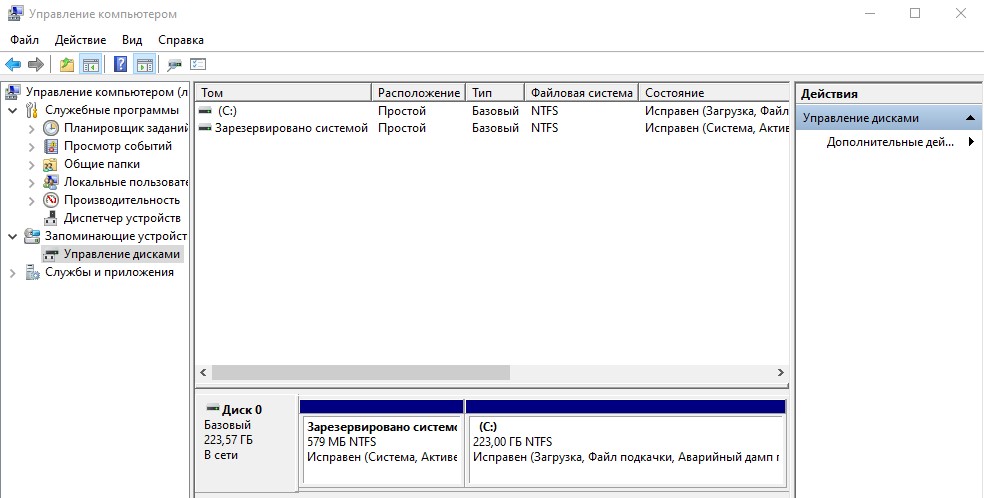 Управление компьютером
Файл Действие Вид Справка
Управление компьютером (л
Служебные программы
Планировщик заданий
Просмотр событий
Общие папки
Локальные пользовате
Производительность
Диспетчер устройств
Запоминающие устройст
Управление дисками
Службы и приложения
Том Расположение Тип Файловая система Состояние
(C:) Простой Базовый NTFS Исправен (Загрузка, Файл
Зарезервировано системой Простой Базовый NTFS Исправен (Система, Актив
Действия
Управление дисками
Дополнительные дей...
Диск 0
Базовый
223,57 ГБ
В сети
Зарезервировано системо
579 МБ NTFS
Исправен (Система, Активе
(C:)
223,00 ГБ NTFS
Исправен (Загрузка, Файл подкачки, Аварийный дамп п